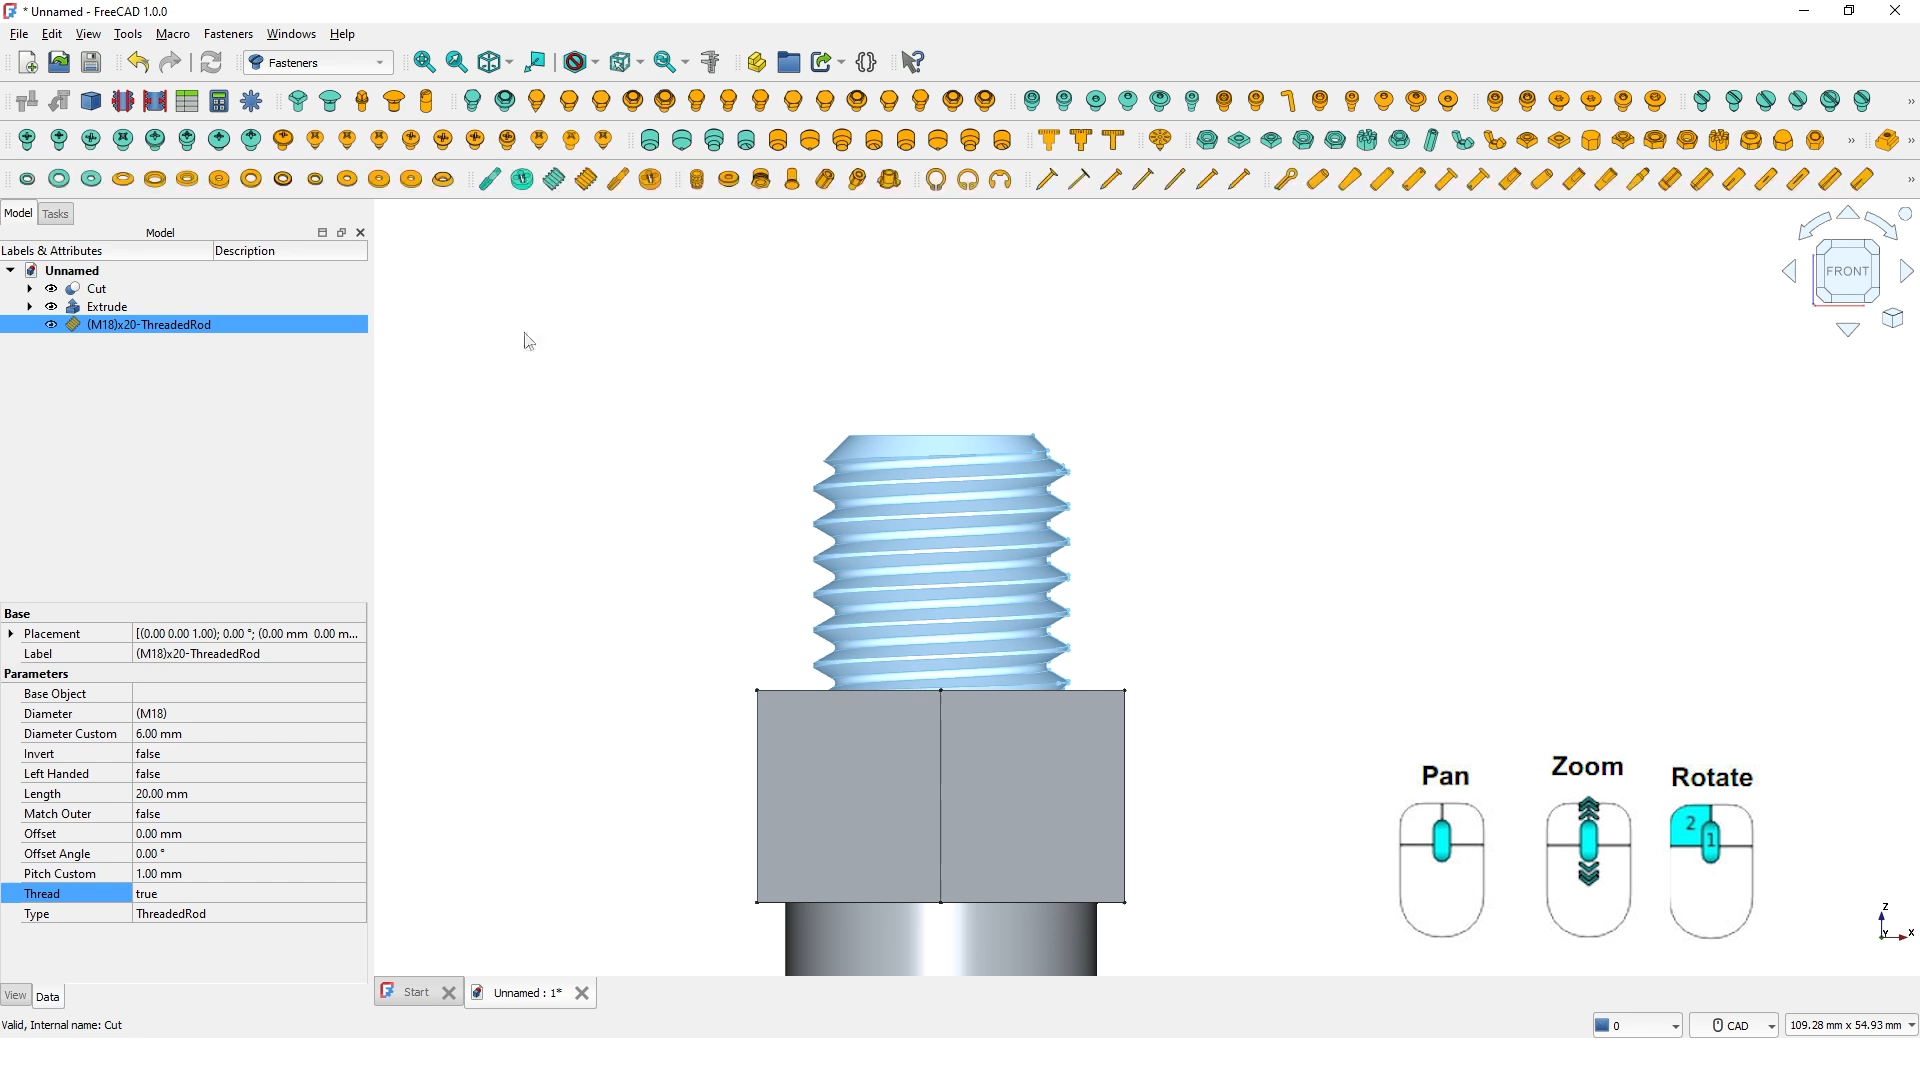 * Unnamed - FreeCAD 1.0.0
File Edit View Tools Macro Fasteners Windows Help
Fasteners
Model Tasks
Model
Labels & Attributes Description
Unnamed
Cut
Extrude
(M18)x20-ThreadedRod
FRONT
Base
Placement [(0.00 0.00 1.00); 0.00 °; (0.00 mm 0.00 m...
Label (M18)x20-ThreadedRod
Parameters
Base Object
Diameter (M18)
Diameter Custom 6.00 mm
Invert false
Left Handed false
Length 20.00 mm
Match Outer false
Offset 0.00 mm
Offset Angle 0.00 °
Pitch Custom 1.00 mm
Thread true
Type ThreadedRod
Pan Zoom Rotate
2 1
Z
Y X
View Data
Start Unnamed : 1*
Valid, Internal name: Cut
0 CAD 109.28 mm x 54.93 mm